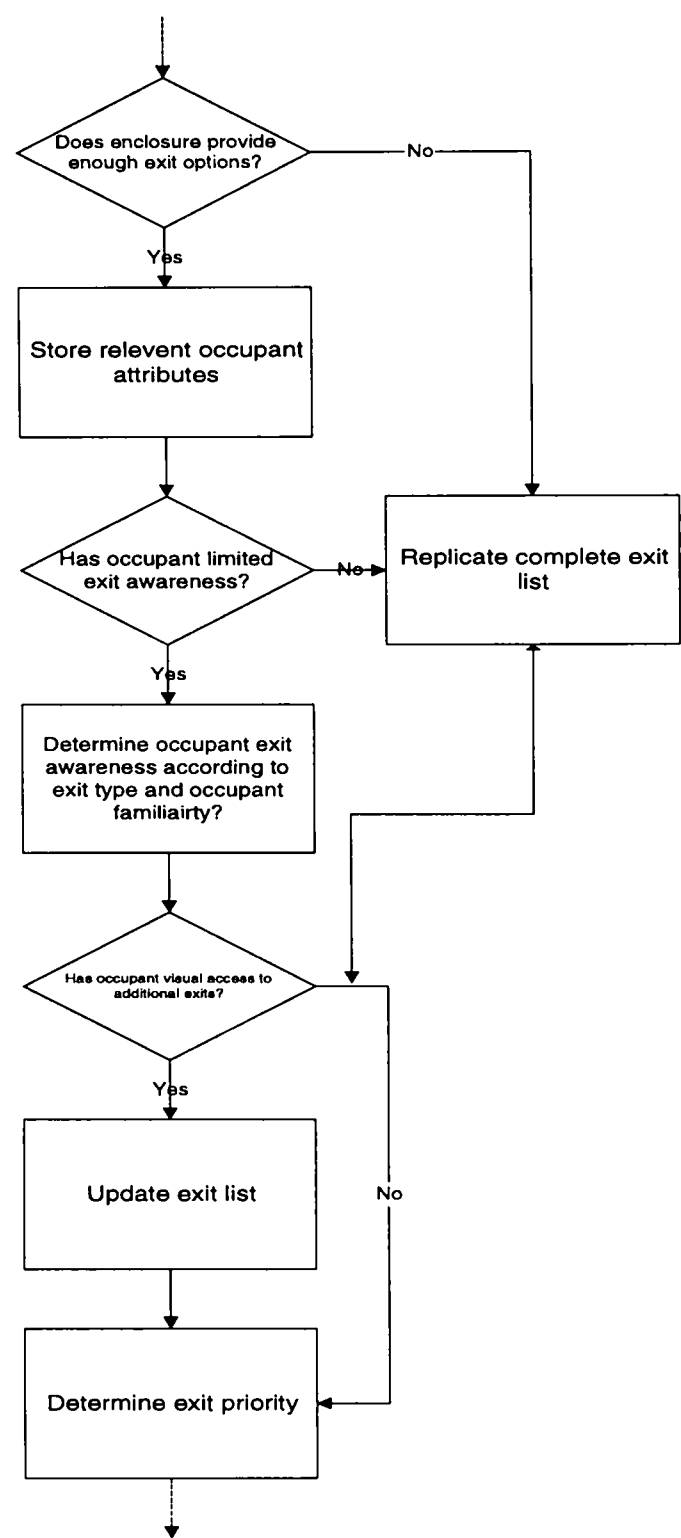 Does enclosure provide
enough exit options?
No
Yes
Store relevent occupant
attributes
Has occupant limited
exit awareness?
No
Replicate complete exit
list
Yes
Determine occupant exit
awareness according to
exit type and occupant
familiairty?
Has occupant visual access to
additional exits?
Yes
Update exit list
No
Determine exit priority